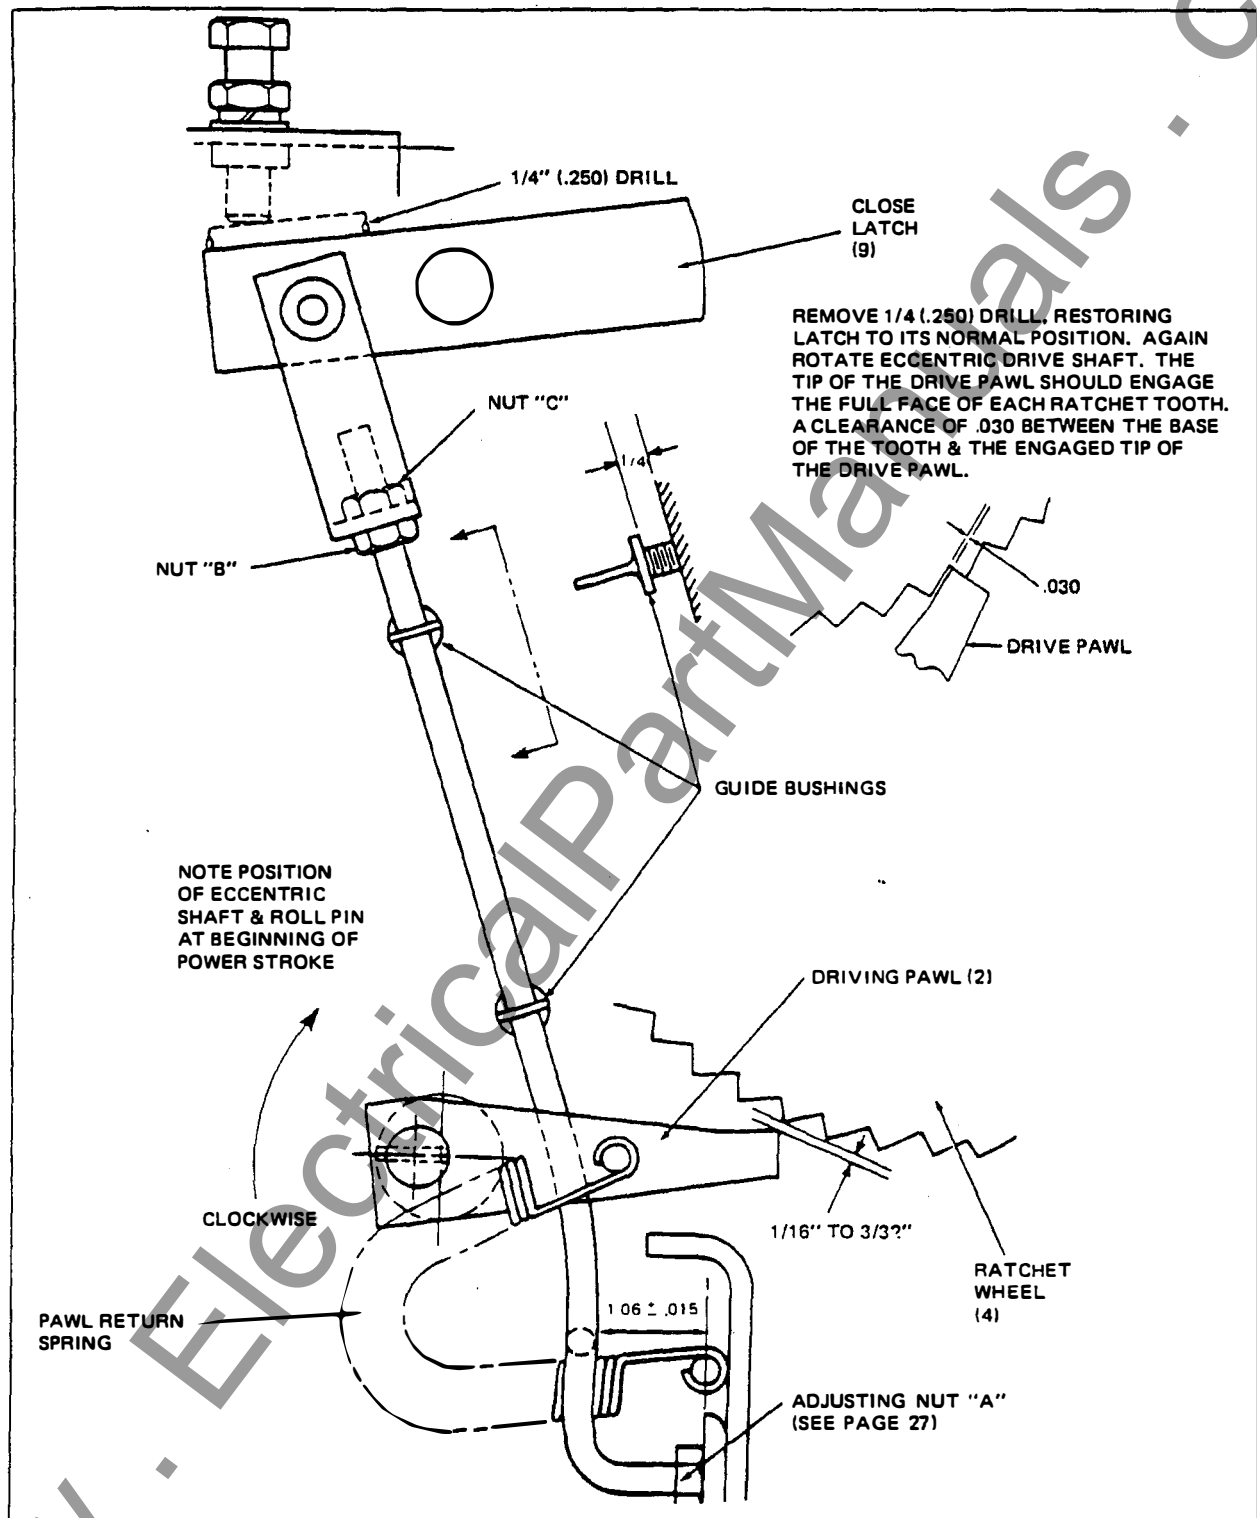 1/4" (.250) DRILL
CLOSE
LATCH
(9)
REMOVE 1/4 (.250) DRILL, RESTORING
LATCH TO ITS NORMAL POSITION. AGAIN
ROTATE ECCENTRIC DRIVE SHAFT. THE
TIP OF THE DRIVE PAWL SHOULD ENGAGE
THE FULL FACE OF EACH RATCHET TOOTH.
A CLEARANCE OF .030 BETWEEN THE BASE
OF THE TOOTH & THE ENGAGED TIP OF
THE DRIVE PAWL.
NUT "C"
1/4
NUT "B"
.030
DRIVE PAWL
GUIDE BUSHINGS
NOTE POSITION
OF ECCENTRIC
SHAFT & ROLL PIN
AT BEGINNING OF
POWER STROKE
DRIVING PAWL (2)
CLOCKWISE
1/16" TO
RATCHET
WHEEL
(4)
1.06 ± .015
PAWL RETURN
SPRING
ADJUSTING NUT "A"
(SEE PAGE 27)
. ElectricalPartManuals . c